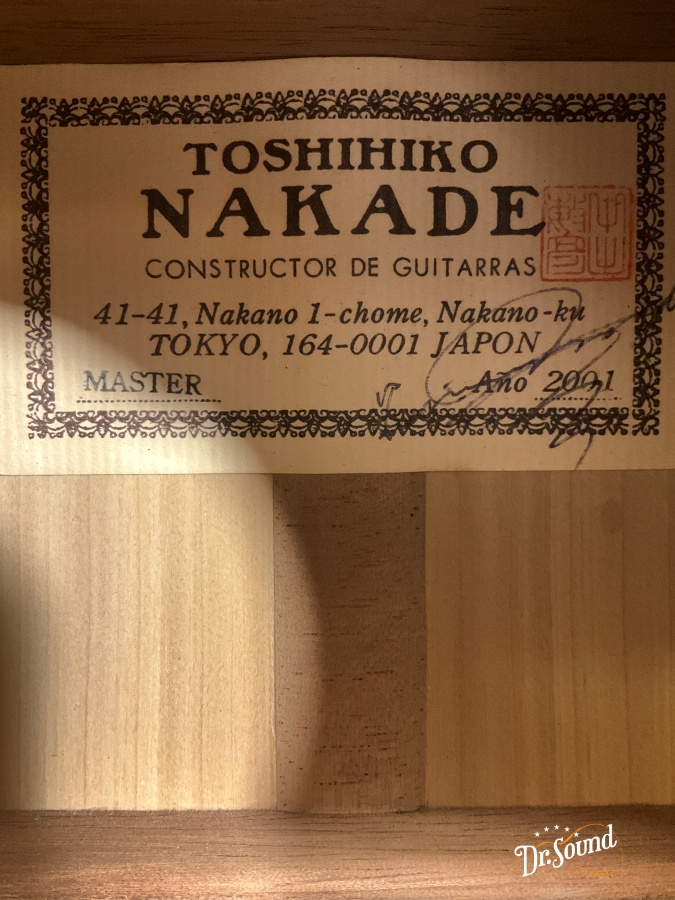 TOSHIHIKO
NAKADE
CONSTRUCTOR DE GUITARRAS
41-41, Nakano 1-chome, Nakano-ku
TOKYO, 164-0001 JAPON
MASTER Año 2001
Dr.Sound